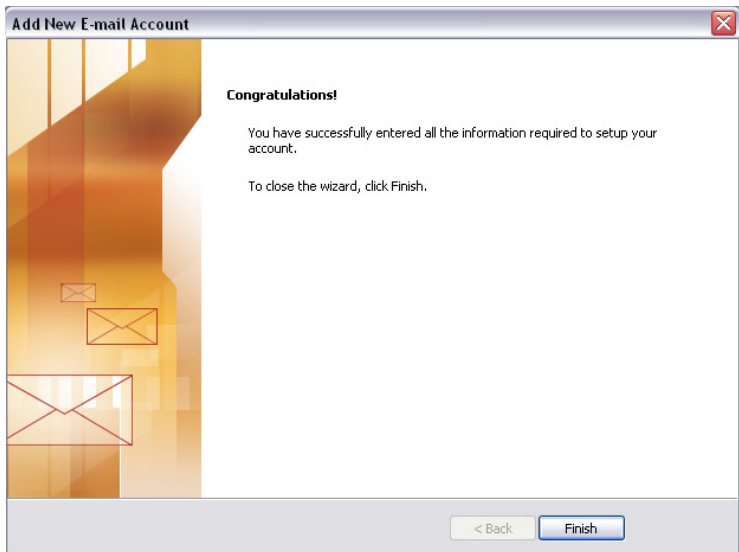 Add New E-mail Account
Congratulations!
You have successfully entered all the information required to setup your
account.
To close the wizard, click Finish.
< Back
Finish